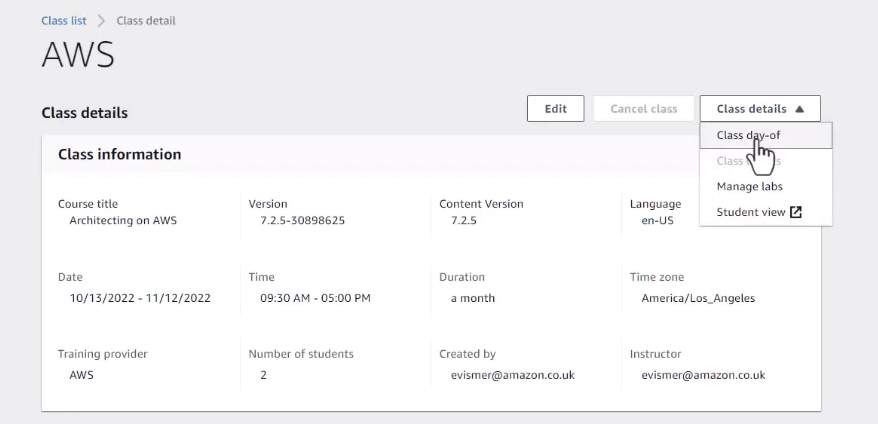 Class list > Class detail
AWS
Class details
Edit
Cancel class
Class details
Class day-of
Manage labs
Student view
Class information
Course title
Architecting on AWS
Version
7.2.5-30898625
Content Version
7.2.5
Language
en-US
Date
10/13/2022 - 11/12/2022
Time
09:30 AM - 05:00 PM
Duration
a month
Time zone
America/Los_Angeles
Training provider
AWS
Number of students
2
Created by
evismer@amazon.co.uk
Instructor
evismer@amazon.co.uk